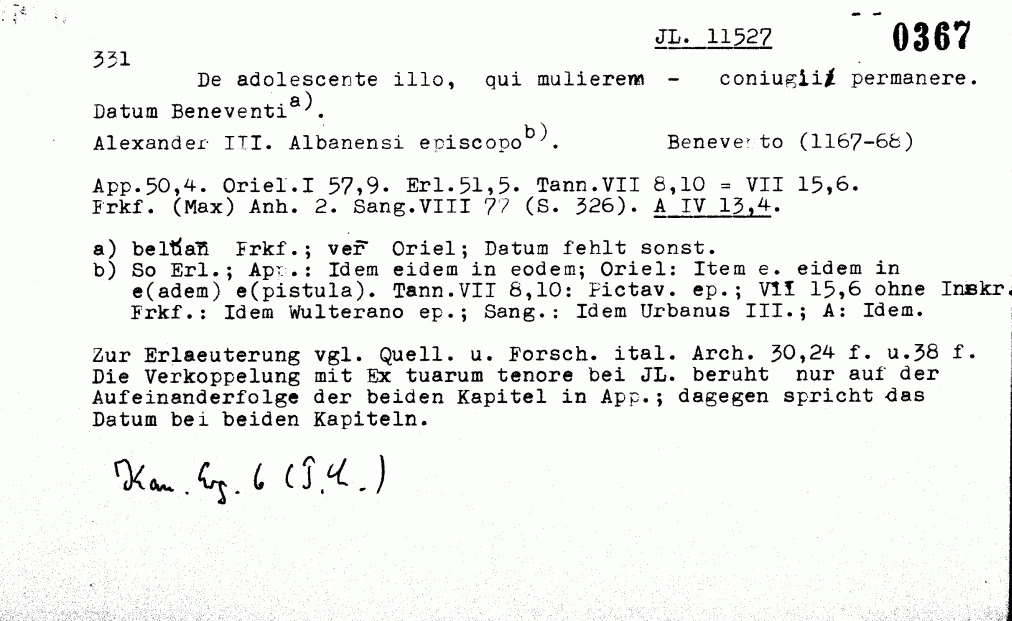 JL. 11527 0367
331
De adolescente illo, qui mulierem - coniugii permanere.
Datum Beneventi a).
Alexander III. Albanensi episcopo b). Benevento (1167-68)
App.50,4. Oriel.I 57,9. Erl.51,5. Tann.VII 8,10 = VII 15,6.
Frkf. (Max) Anh. 2. Sang.VIII 77 (S. 326). A IV 13,4.
a) Frkf.; Oriel; Datum fehlt sonst.
b) So Erl.; App.: Idem eidem in eodem; Oriel: Item e. eidem in
e(adem) e(pistula). Tann.VII 8,10: Pictav. ep.; VII 15,6 ohne Inskr.
Frkf.: Idem Wulterano ep.; Sang.: Idem Urbanus III.; A: Idem.
Zur Erlaeuterung vgl. Quell. u. Forsch. ital. Arch. 30,24 f. u.38 f.
Die Verkoppelung mit Ex tuarum tenore bei JL. beruht nur auf der
Aufeinanderfolge der beiden Kapitel in App.; dagegen spricht das
Datum bei beiden Kapiteln.
Kan. Erg. 6